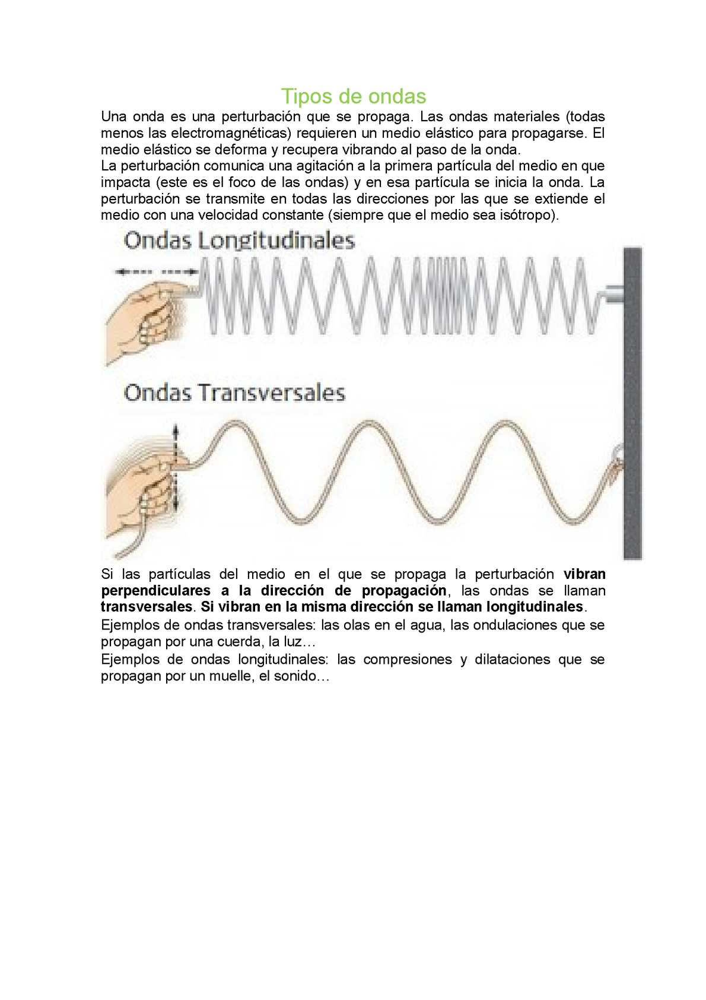 Tipos de ondas
Una onda es una perturbación que se propaga. Las ondas materiales (todas
menos las electromagnéticas) requieren un medio elástico para propagarse. El
medio elástico se deforma y recupera vibrando al paso de la onda.
La perturbación comunica una agitación a la primera partícula del medio en que
impacta (este es el foco de las ondas) y en esa partícula se inicia la onda. La
perturbación se transmite en todas las direcciones por las que se extiende el
medio con una velocidad constante (siempre que el medio sea isótropo).
Ondas Longitudinales
Ondas Transversales
Si las partículas del medio en el que se propaga la perturbación vibran
perpendiculares a la dirección de propagación, las ondas se llaman
transversales. Si vibran en la misma dirección se llaman longitudinales.
Ejemplos de ondas transversales: las olas en el agua, las ondulaciones que se
propagan por una cuerda, la luz…
Ejemplos de ondas longitudinales: las compresiones y dilataciones que se
propagan por un muelle, el sonido…